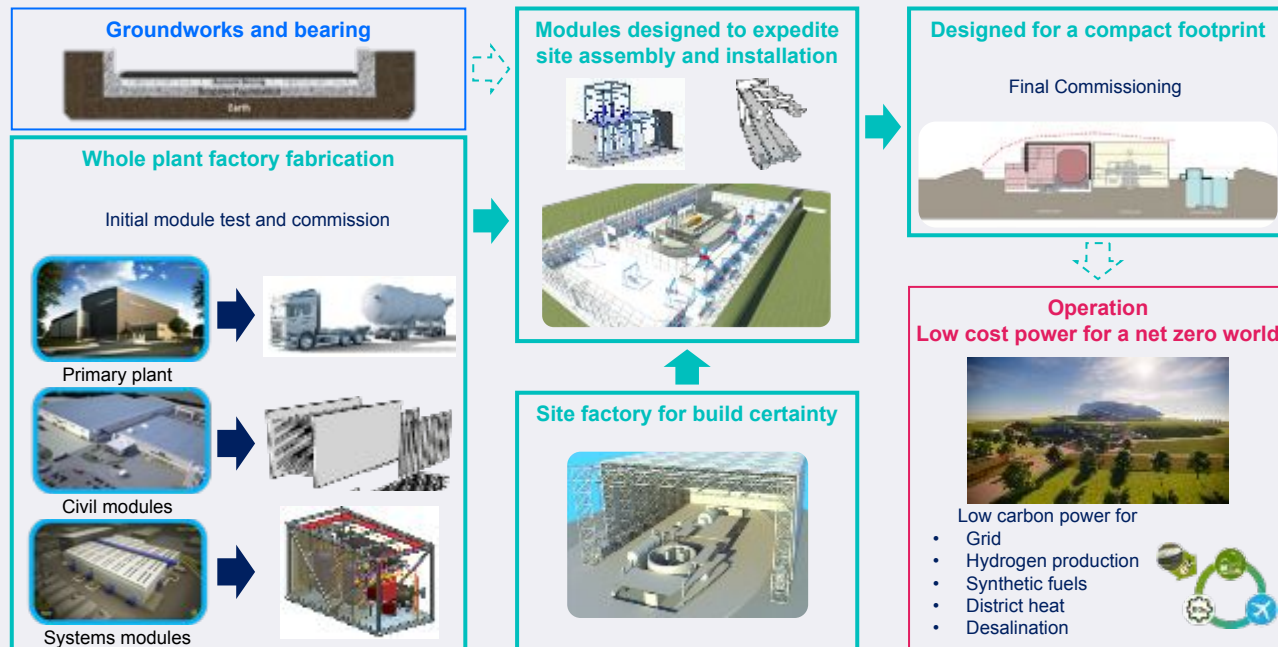 Groundworks and bearing
Earth
Whole plant factory fabrication
Initial module test and commission
Primary plant
Civil modules
Systems modules
Modules designed to expedite
site assembly and installation
Site factory for build certainty
Designed for a compact footprint
Final Commissioning
Operation
Low cost power for a net zero world
Low carbon power for
• Grid
• Hydrogen production
• Synthetic fuels
• District heat
• Desalination